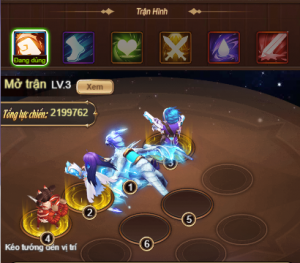 Trận Hình
Đang dùng
Mở trận LV.3 Xem
Tổng lực chiến: 2199762
3
1
2
5
4
6
Kéo tướng đến vị trí